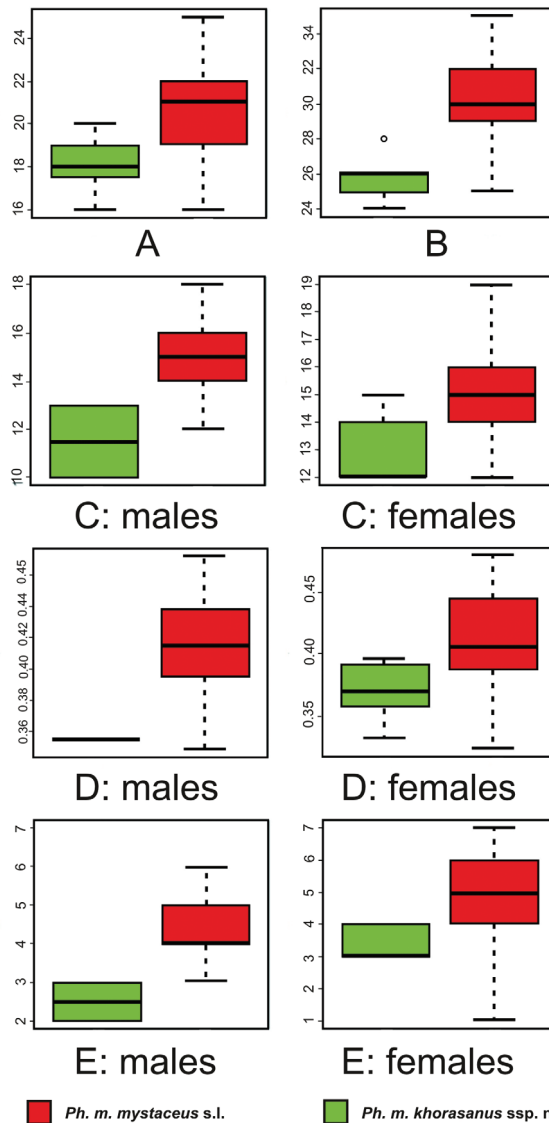 16 18 20 22 24
A
24 26 28 30 32 34
B
10 12 14 16 18
C: males
12 13 14 15 16 17 18 19
C: females
0.36 0.38 0.40 0.42 0.44 0.45
D: males
0.35 0.40 0.45
D: females
2 3 4 5 6 7
E: males
1 2 3 4 5 6 7
E: females
Ph. m. mystaceus s.l.
Ph. m. khorasanus ssp. n